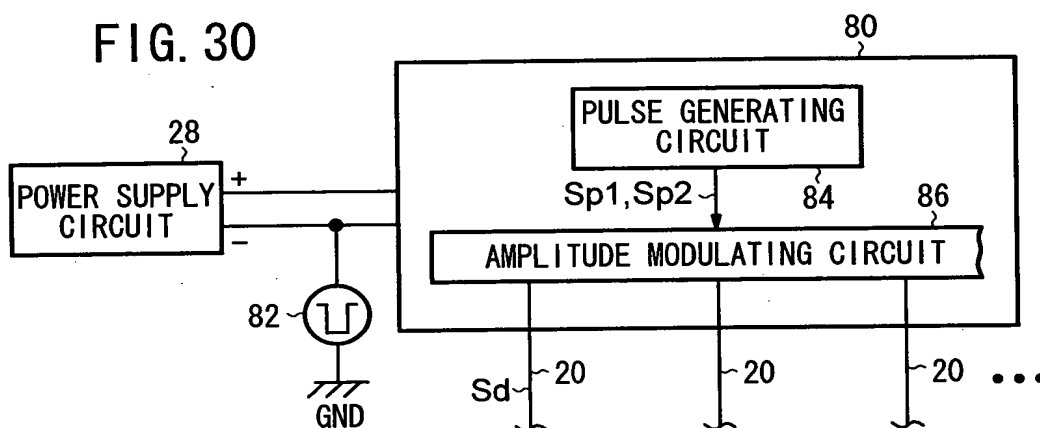 FIG. 30
80
PULSE GENERATING
CIRCUIT
28
POWER SUPPLY
CIRCUIT
+
−
Sp1, Sp2
84
86
AMPLITUDE MODULATING CIRCUIT
82
GND
Sd
20
20
20
•••